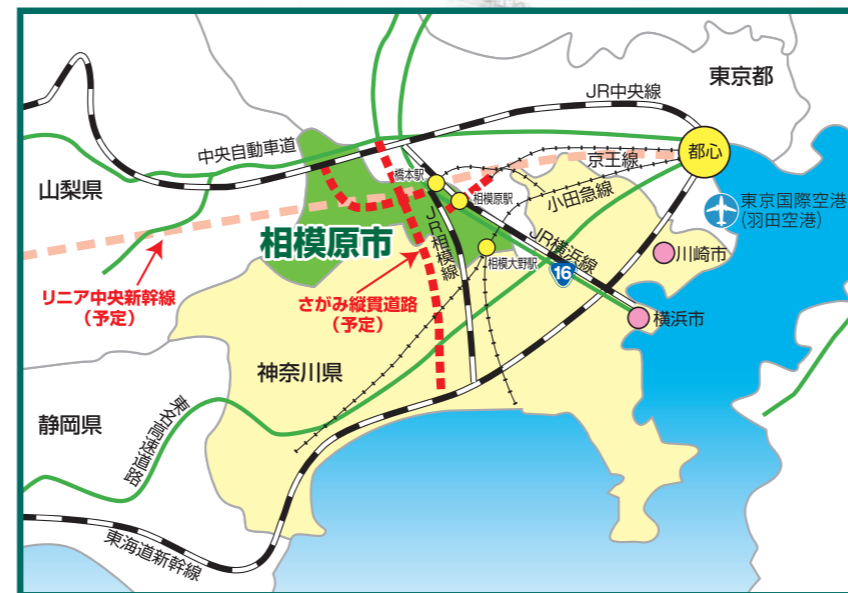 東京都
JR中央線
中央自動車道
都心
京王線
橋本駅
山梨県
相模原駅
小田急線
東京国際空港
(羽田空港)
相模原市
JR相模線
JR横浜線
川崎市
相模大野駅
16
リニア中央新幹線
(予定)
さがみ縦貫道路
(予定)
横浜市
神奈川県
静岡県
東名高速道路
東海道新幹線